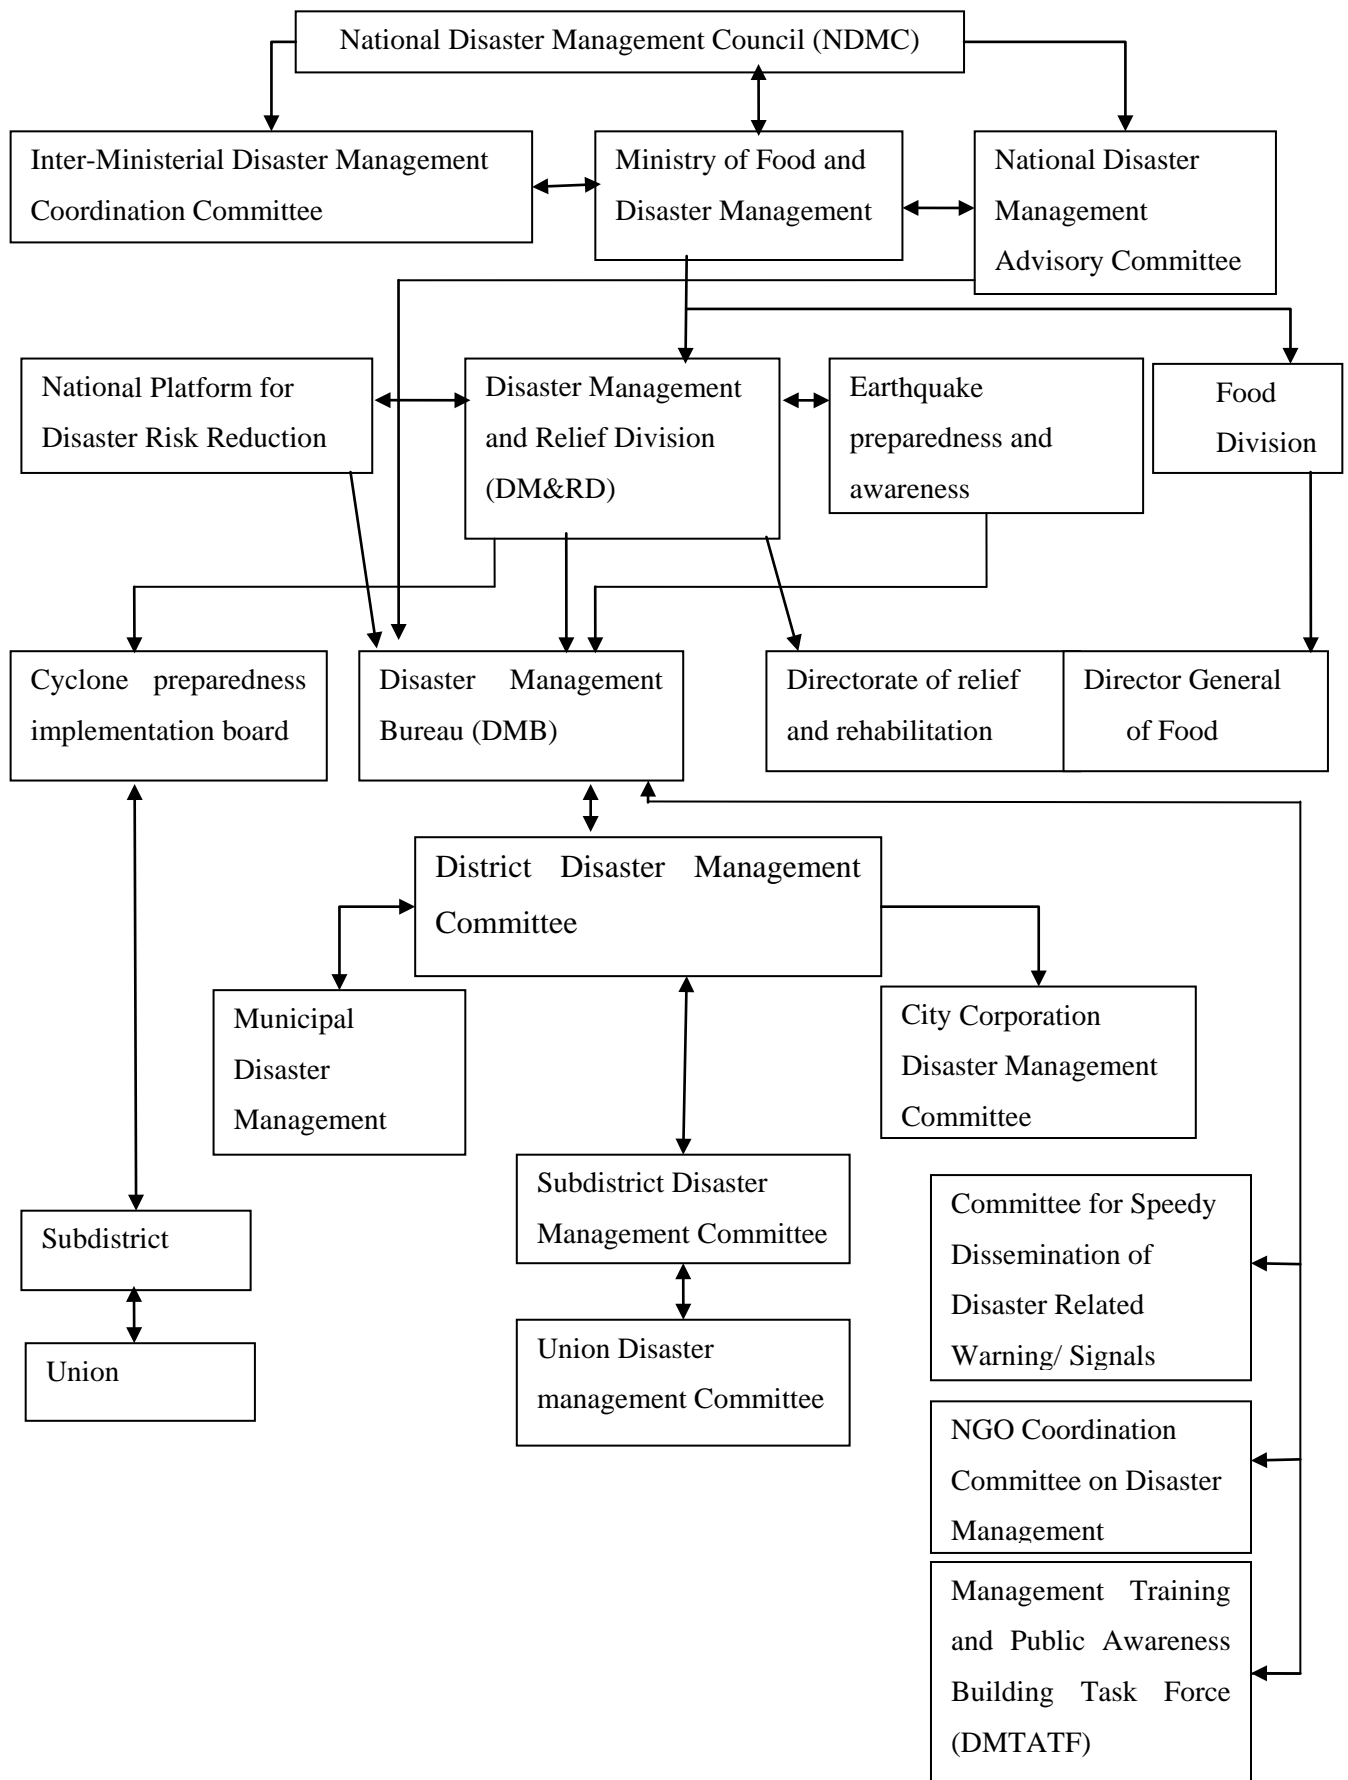 National Disaster Management Council (NDMC)
Inter-Ministerial Disaster Management
Coordination Committee
Ministry of Food and
Disaster Management
National Disaster
Management
Advisory Committee
National Platform for
Disaster Risk Reduction
Disaster Management
and Relief Division
(DM&RD)
Earthquake
preparedness and
awareness
Food
Division
Cyclone preparedness
implementation board
Disaster Management
Bureau (DMB)
Directorate of relief
and rehabilitation
Director General
of Food
District Disaster Management
Committee
Municipal
Disaster
Management
City Corporation
Disaster Management
Committee
Subdistrict Disaster
Management Committee
Committee for Speedy
Dissemination of
Disaster Related
Warning/ Signals
Subdistrict
Union
Union Disaster
management Committee
NGO Coordination
Committee on Disaster
Management
Management Training
and Public Awareness
Building Task Force
(DMTATF)